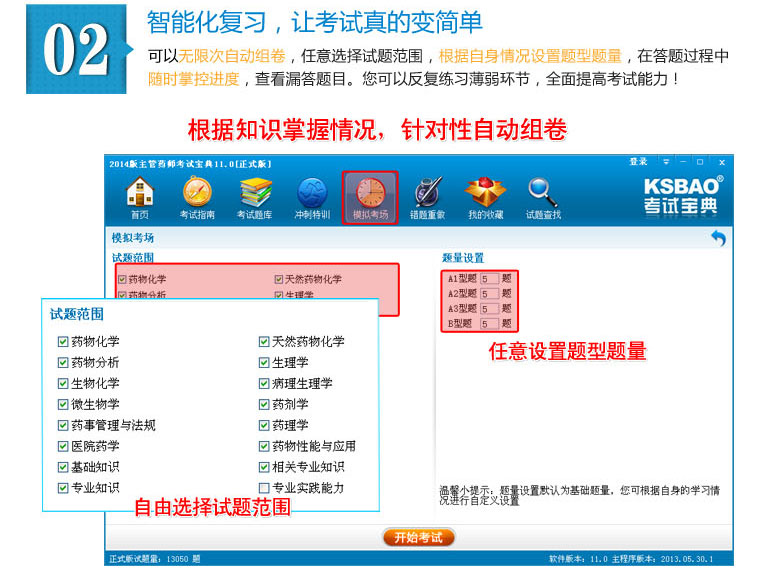 02
智能化复习，让考试真的变简单
可以无限次自动组卷，任意选择试题范围，根据自身情况设置题型题量，在答题过程中
随时掌控进度，查看漏答题目。您可以反复练习薄弱环节，全面提高考试能力！
根据知识掌握情况，针对性自动组卷
2014版主管药师考试宝典11.0[正式版]
登录
首页 考试指南 考试题库 冲刺特训 模拟考场 错题重做 我的收藏 试题查找
KSBAO®
考试宝典
模拟考场
试题范围
题量设置
药物化学 天然药物化学
药物分析 生理学
A1型题 5 题
A2型题 5 题
A3型题 5 题
B型题 5 题
任意设置题型题量
试题范围
药物化学 天然药物化学
药物分析 生理学
生物化学 病理生理学
微生物学 药剂学
药事管理与法规 药理学
医院药学 药物性能与应用
基础知识 相关专业知识
专业知识 专业实践能力
自由选择试题范围
温馨小提示：题量设置默认为基础题量，您可根据自身的学习情
况进行自定义设置
开始考试
正式版试题量：13050 题
软件版本：11.0 主程序版本：2013.05.30.1